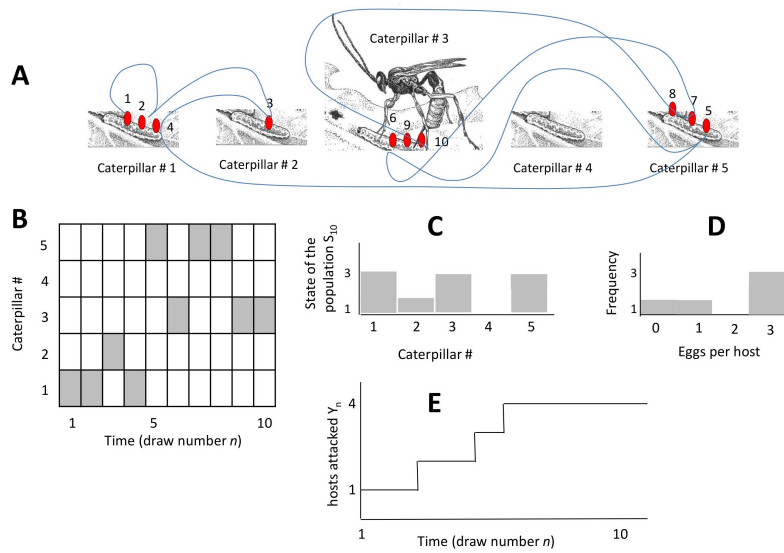 A
Caterpillar # 3
1
2
4
3
6
9
10
8
7
5
Caterpillar # 1
Caterpillar # 2
Caterpillar # 4
Caterpillar # 5
B
Caterpillar #
5
4
3
2
1
1
5
10
Time (draw number n)
C
State of the
population S10
3
1
1
2
3
4
5
Caterpillar #
D
Frequency
3
1
0
1
2
3
Eggs per host
E
hosts attacked Yn
4
1
1
10
Time (draw number n)